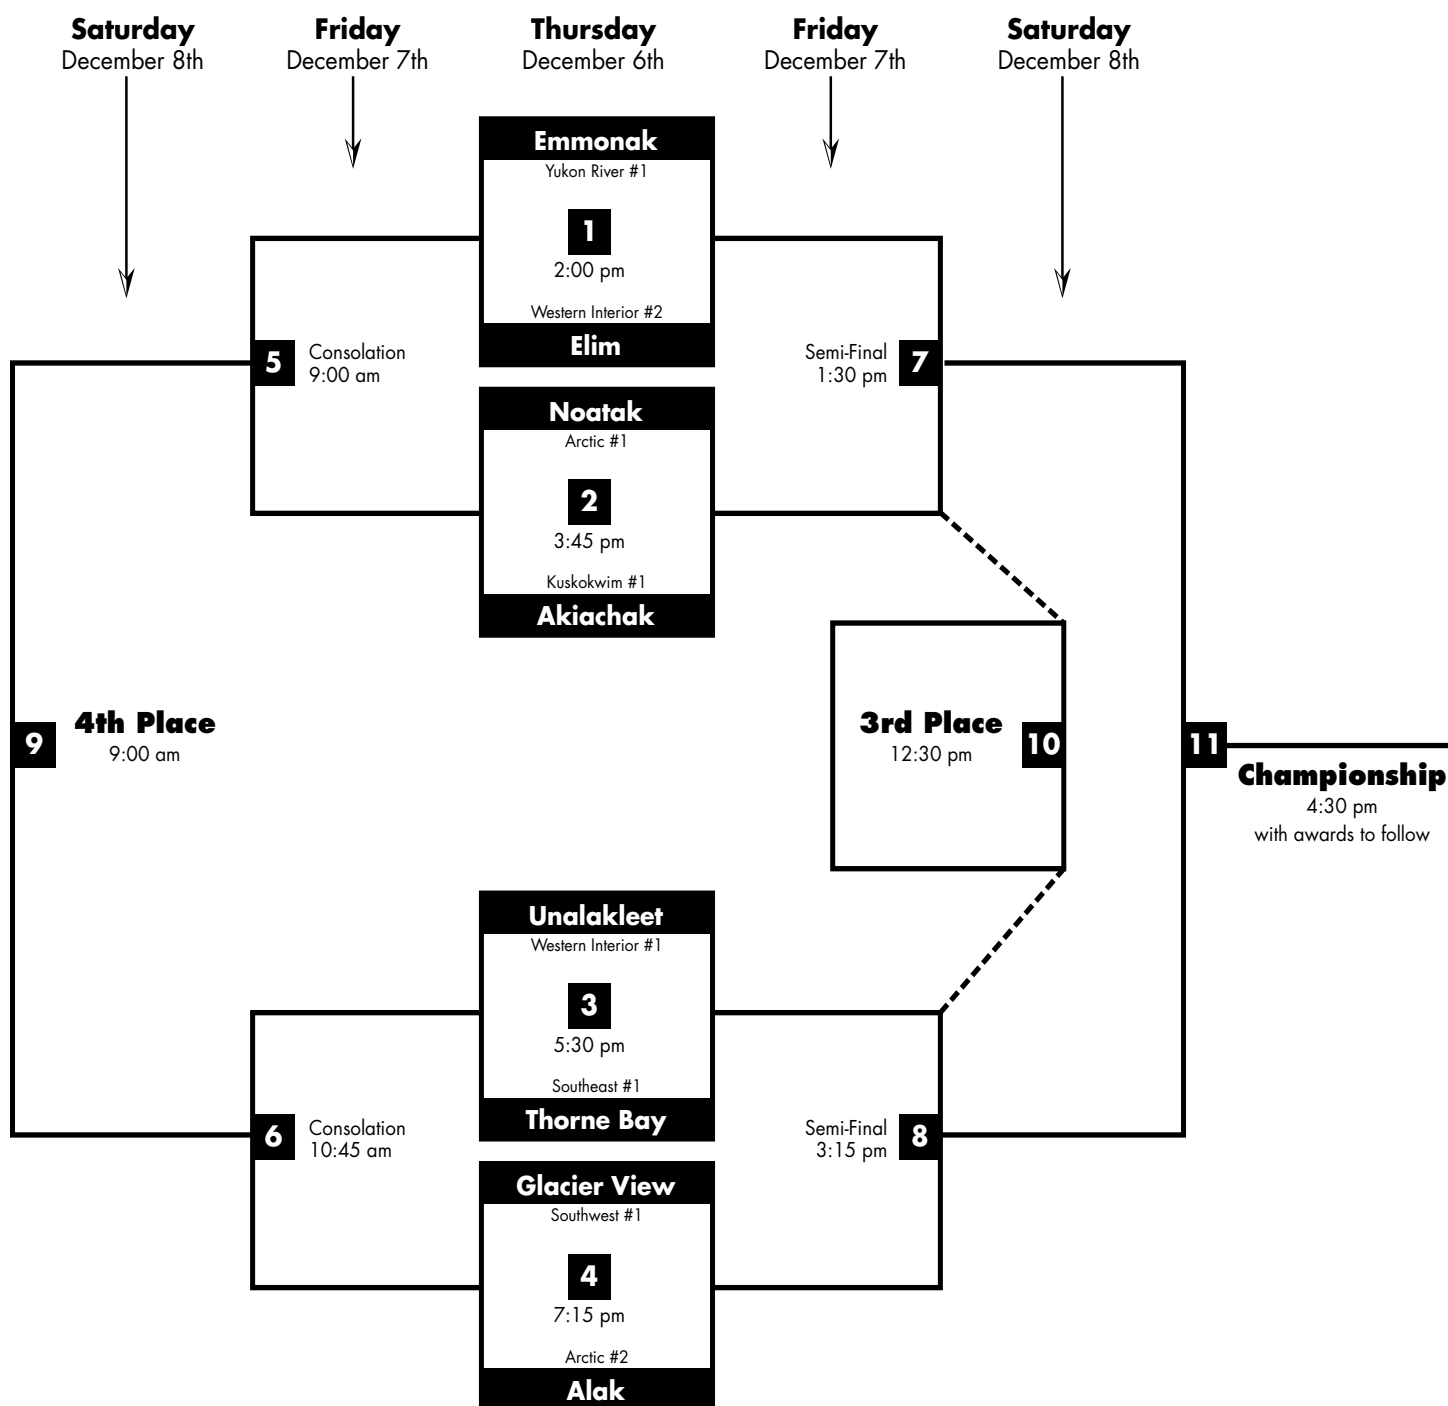 Saturday
December 8th
Friday
December 7th
Thursday
December 6th
Friday
December 7th
Saturday
December 8th
Emmonak
Yukon River #1
1
2:00 pm
Western Interior #2
Elim
5
Consolation
9:00 am
Semi-Final
1:30 pm
7
Noatak
Arctic #1
2
3:45 pm
Kuskokwim #1
Akiachak
9
4th Place
9:00 am
3rd Place
12:30 pm
10
11
Championship
4:30 pm
with awards to follow
Unalakleet
Western Interior #1
3
5:30 pm
Southeast #1
Thorne Bay
6
Consolation
10:45 am
Semi-Final
3:15 pm
8
Glacier View
Southwest #1
4
7:15 pm
Arctic #2
Alak